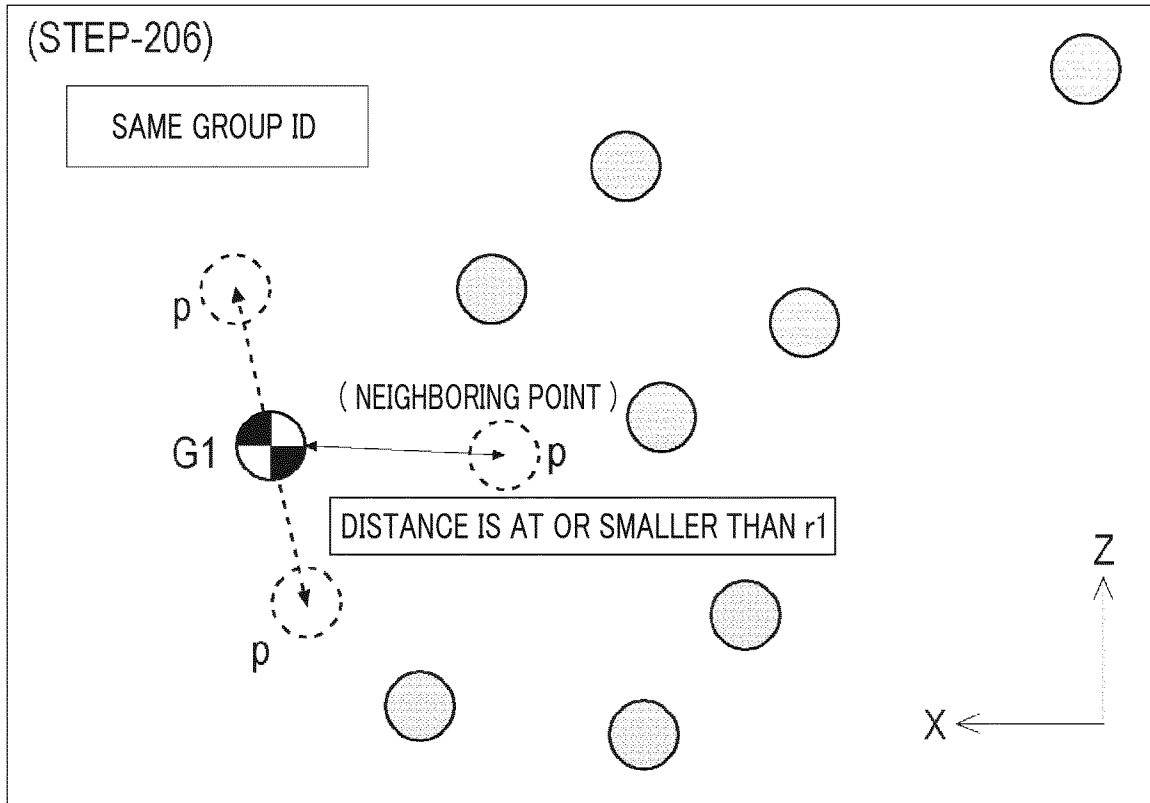 (STEP-206)
SAME GROUP ID
p
( NEIGHBORING POINT )
G1
p
DISTANCE IS AT OR SMALLER THAN r1
p
Z
X